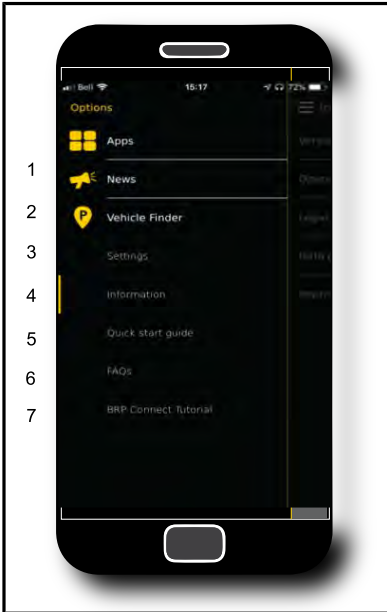 Bell 15:17 72%
Options
Apps
1
News
2
Vehicle Finder
3
Settings
4
Information
5
Quick start guide
6
FAQs
7
BRP Connect Tutorial